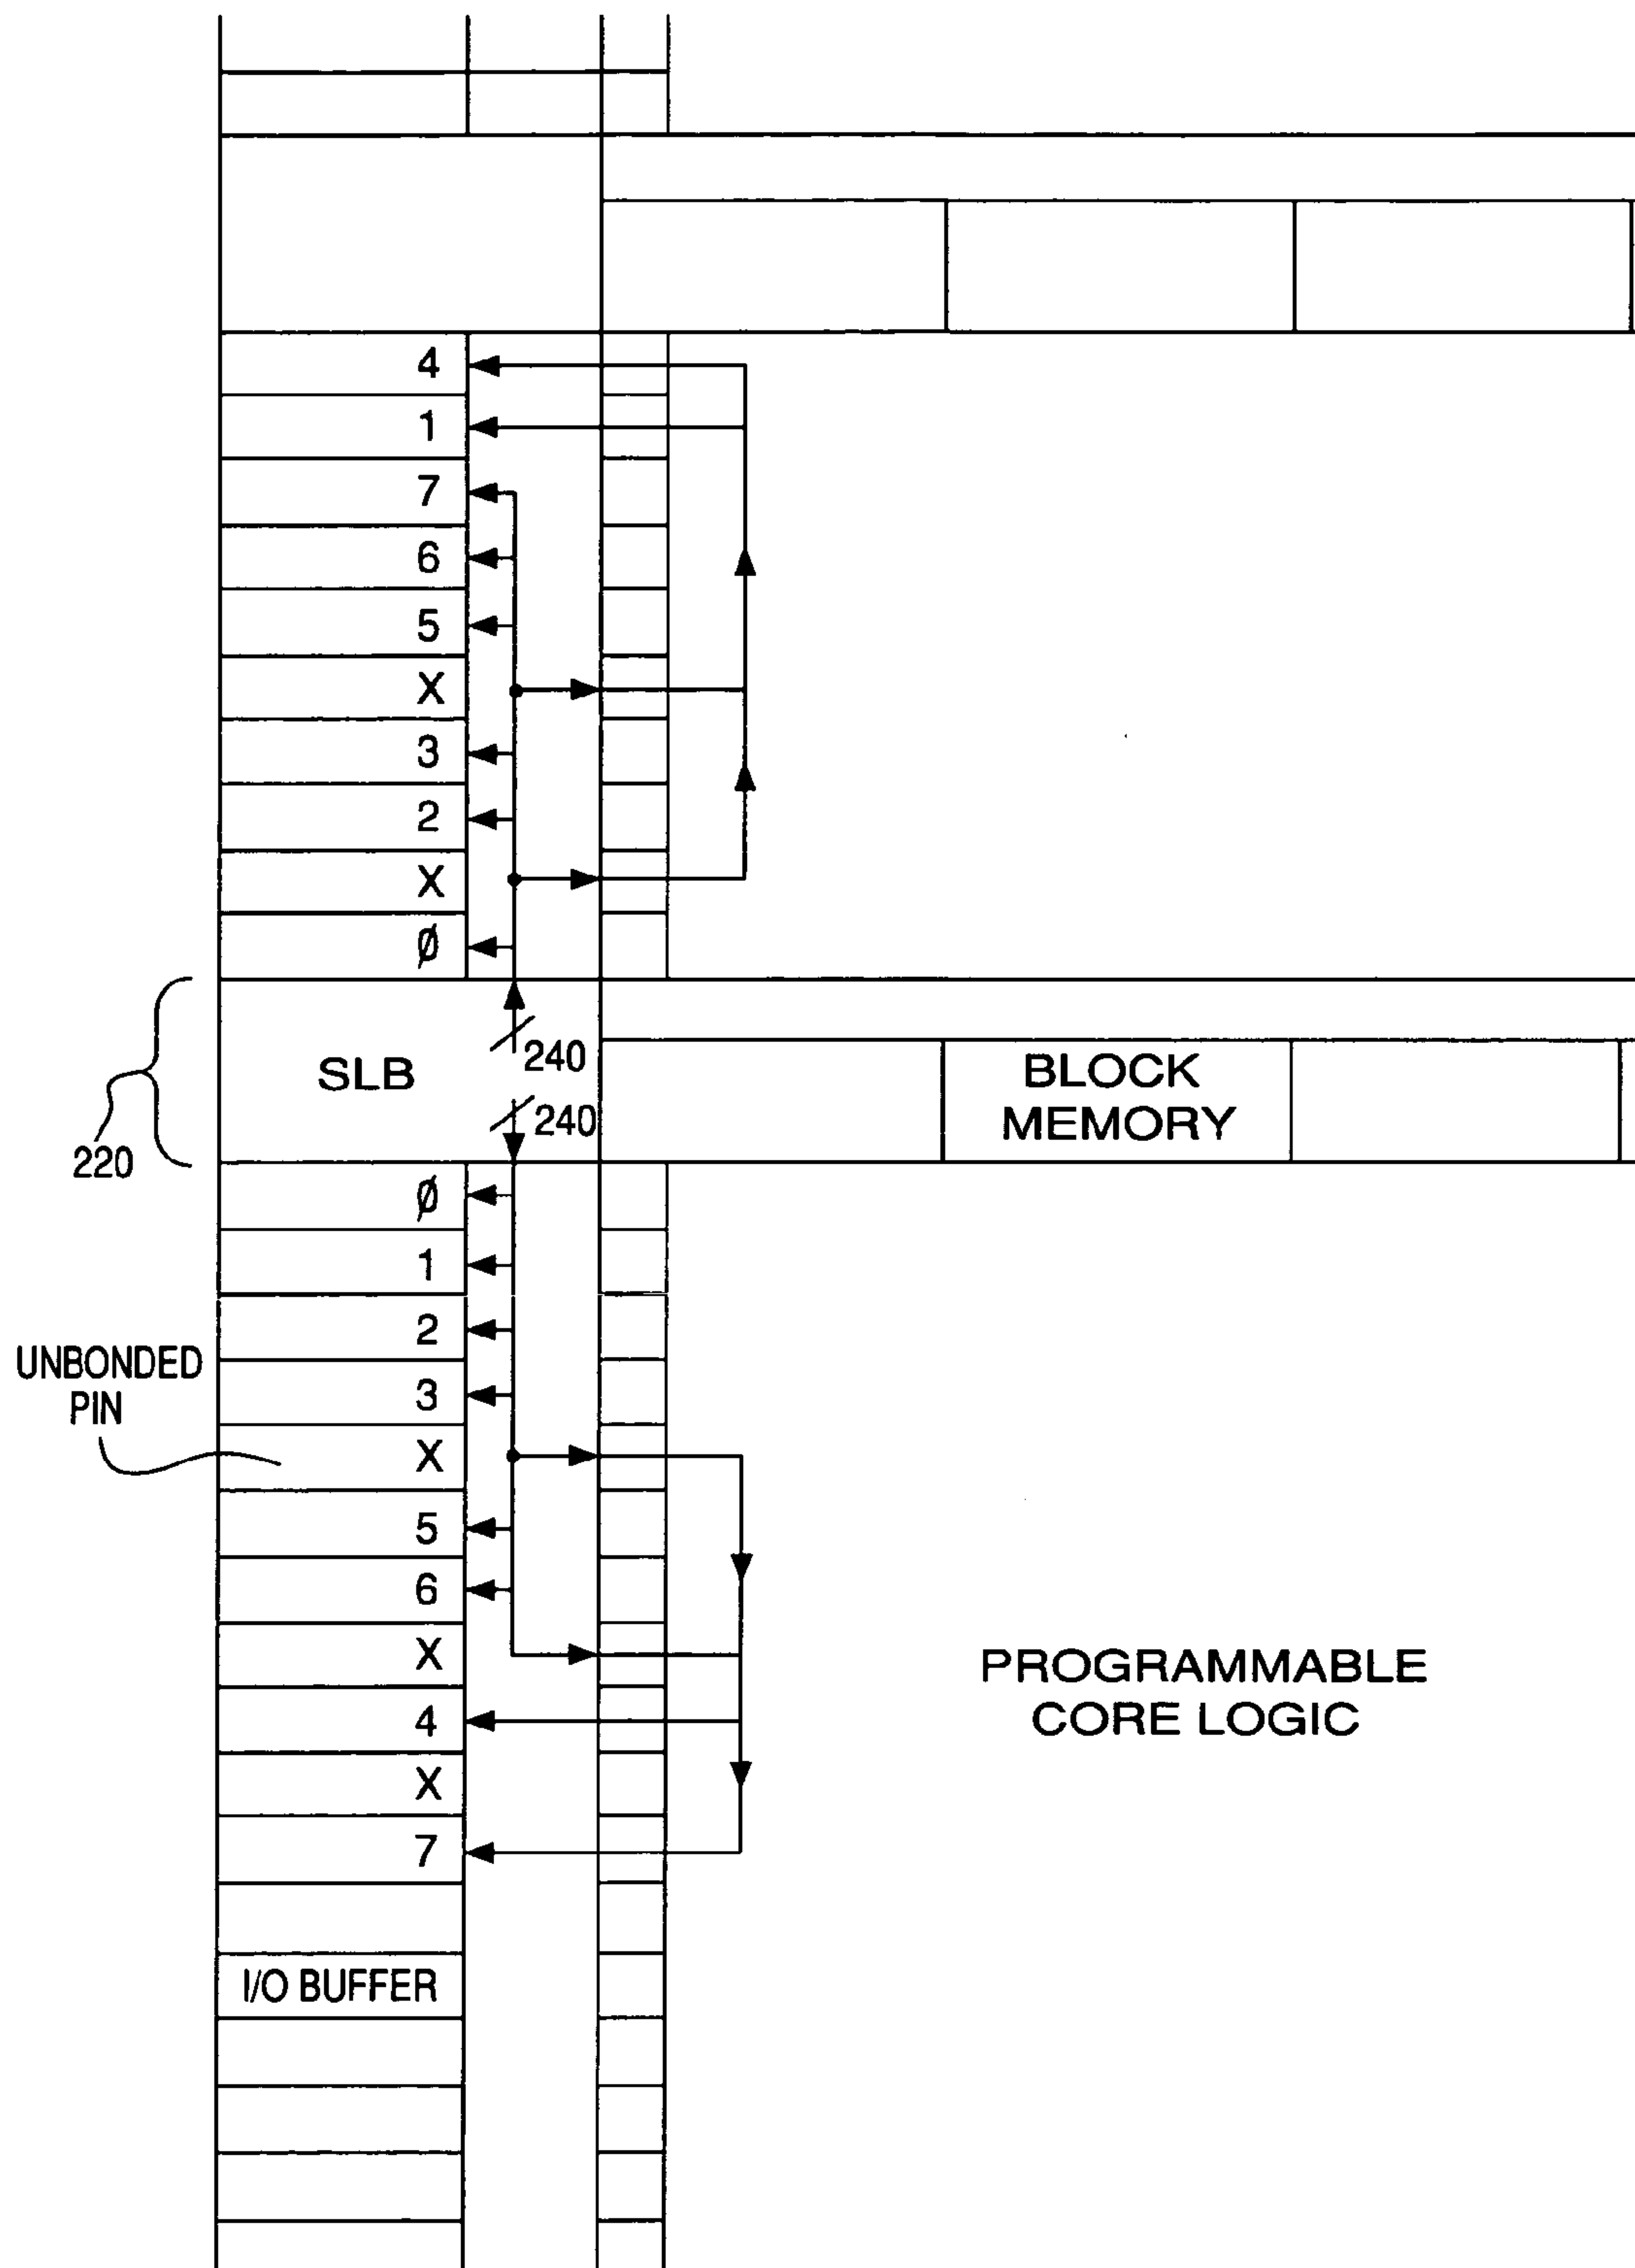 4
1
7
6
5
X
3
2
X
Ø
240
SLB
240
220
BLOCK
MEMORY
Ø
1
2
UNBONDED
PIN
3
X
5
6
X
4
X
7
PROGRAMMABLE
CORE LOGIC
I/O BUFFER